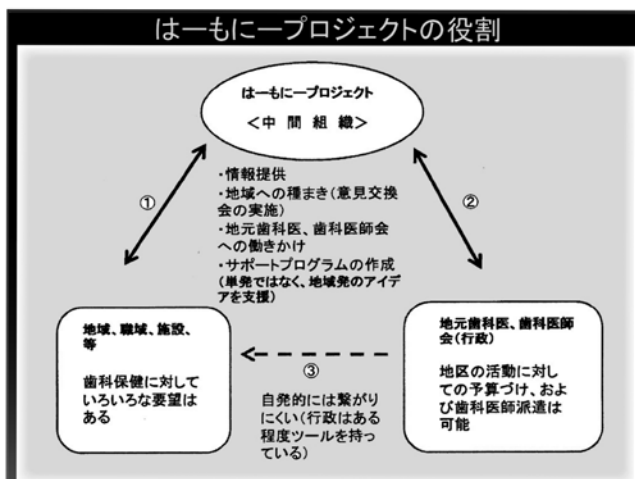 はーもにープロジェクトの役割
はーもにープロジェクト
＜中 間 組 織＞
・情報提供
・地域への種まき（意見交換
会の実施）
・地元歯科医、歯科医師会
への働きかけ
・サポートプログラムの作成
（単発ではなく、地域発のアイデ
アを支援）
①
②
地域、職域、施設、
等
歯科保健に対して
いろいろな要望は
ある
地元歯科医、歯科医師
会（行政）
地区の活動に対し
ての予算づけ、およ
び歯科医師派遣は
可能
③
自発的には繋がり
にくい（行政はある
程度ツールを持っ
ている）